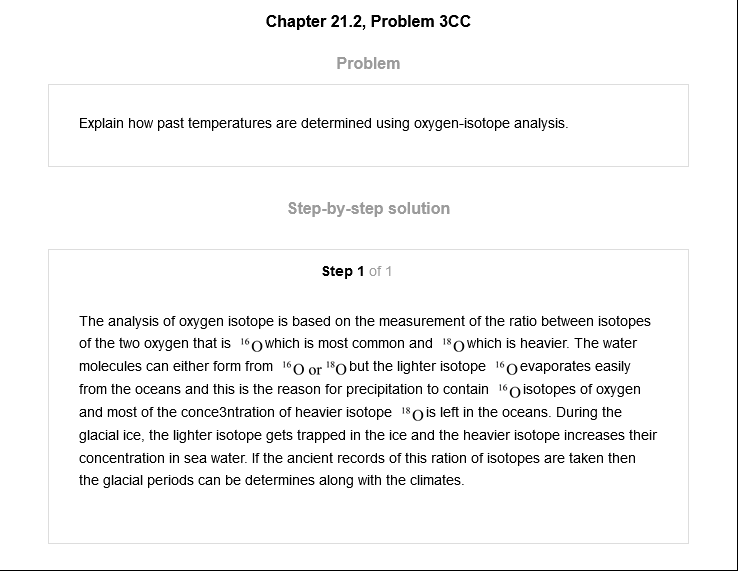 Chapter 21.2, Problem 3CC
Problem
Explain how past temperatures are determined using oxygen-isotope analysis.
Step-by-step solution
Step 1 of 1
The analysis of oxygen isotope is based on the measurement of the ratio between isotopes
of the two oxygen that is ¹⁶O which is most common and ¹⁸O which is heavier. The water
molecules can either form from ¹⁶O or ¹⁸O but the lighter isotope ¹⁶O evaporates easily
from the oceans and this is the reason for precipitation to contain ¹⁶O isotopes of oxygen
and most of the conce3ntration of heavier isotope ¹⁸O is left in the oceans. During the
glacial ice, the lighter isotope gets trapped in the ice and the heavier isotope increases their
concentration in sea water. If the ancient records of this ration of isotopes are taken then
the glacial periods can be determines along with the climates.